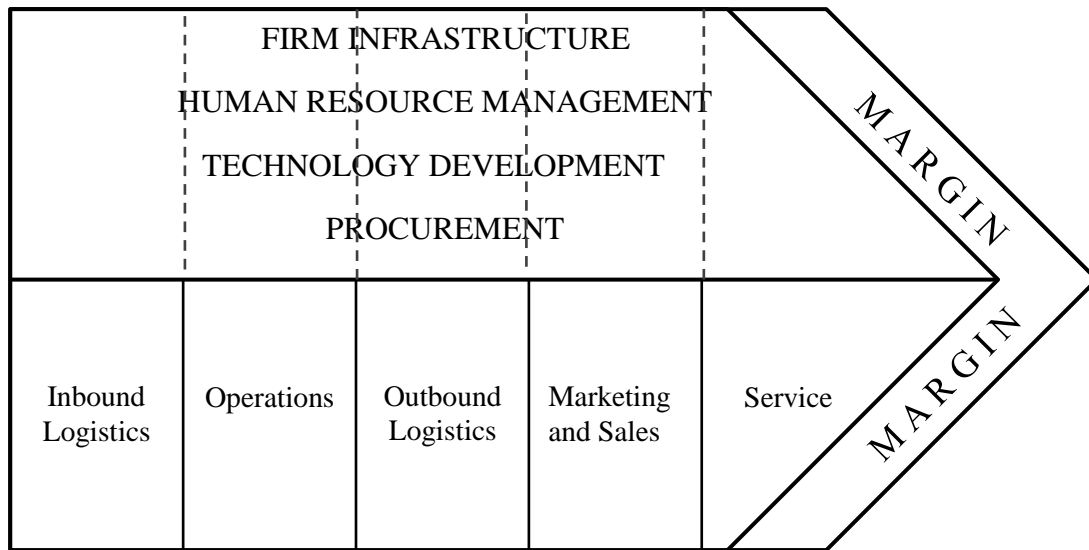 FIRM INFRASTRUCTURE
HUMAN RESOURCE MANAGEMENT
TECHNOLOGY DEVELOPMENT
PROCUREMENT
MARGIN
Inbound
Logistics
Operations
Outbound
Logistics
Marketing
and Sales
Service
MARGIN